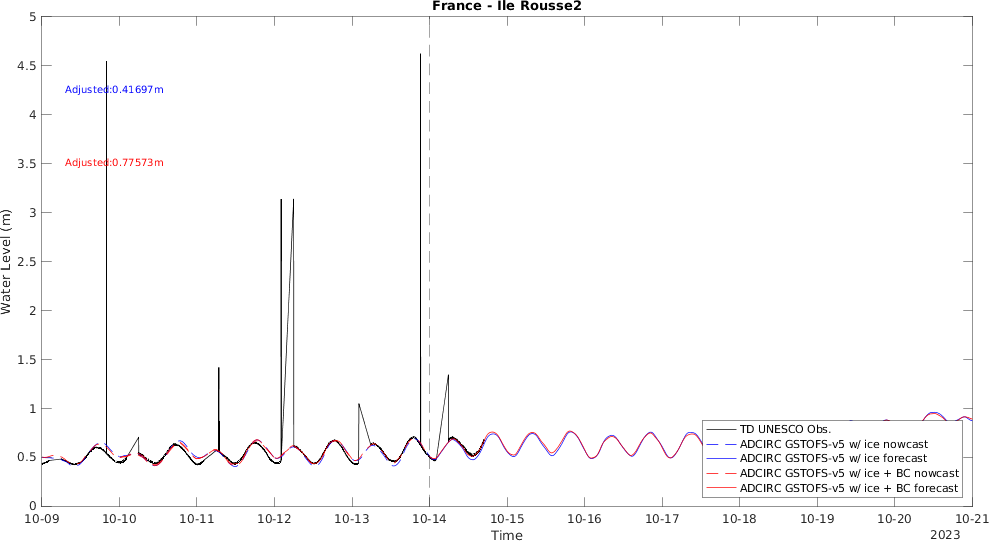 France - Ile Rousse2
5
4.5
4
3.5
3
2.5
2
1.5
1
0.5
0
Water Level (m)
Adjusted:0.41697m
Adjusted:0.77573m
TD UNESCO Obs.
ADCIRC GSTOFS-v5 w/ ice nowcast
ADCIRC GSTOFS-v5 w/ ice forecast
ADCIRC GSTOFS-v5 w/ ice + BC nowcast
ADCIRC GSTOFS-v5 w/ ice + BC forecast
10-09 10-10 10-11 10-12 10-13 10-14 10-15 10-16 10-17 10-18 10-19 10-20 10-21
Time
2023